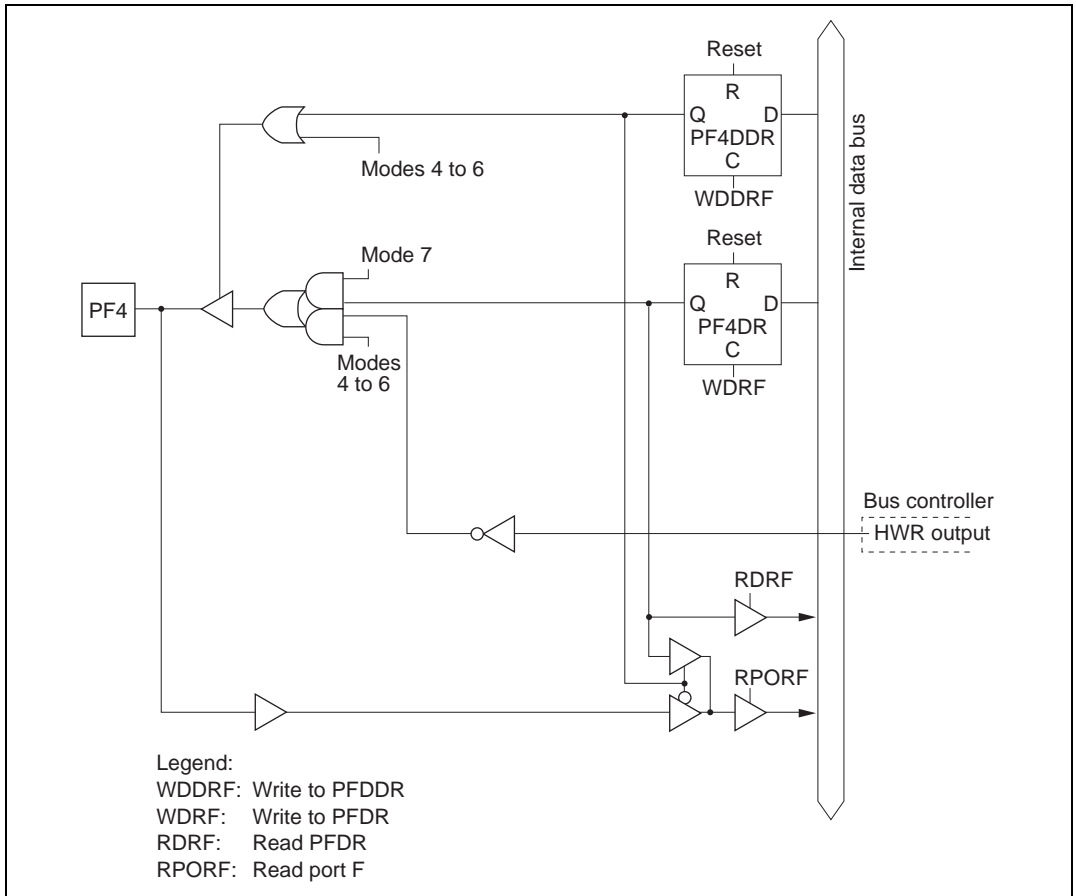 Reset
R
Q D
PF4DDR
C
WDDRF
Modes 4 to 6
Internal data bus
Reset
R
Q D
PF4DR
C
WDRF
Mode 7
PF4
Modes
4 to 6
Bus controller
HWR output
RDRF
RPORF
Legend:
WDDRF: Write to PFDDR
WDRF: Write to PFDR
RDRF: Read PFDR
RPORF: Read port F